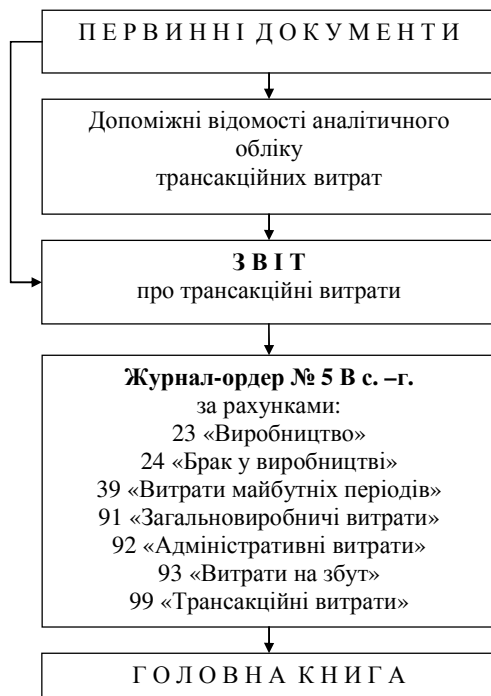 П Е Р В И Н Н І  Д О К У М Е Н Т И
Допоміжні відомості аналітичного
обліку
трансакційних витрат
З В І Т
про трансакційні витрати
Журнал-ордер № 5 В с. –г.
за рахунками:
23 «Виробництво»
24 «Брак у виробництві»
39 «Витрати майбутніх періодів»
91 «Загальновиробничі витрати»
92 «Адміністративні витрати»
93 «Витрати на збут»
99 «Трансакційні витрати»
Г О Л О В Н А  К Н И Г А